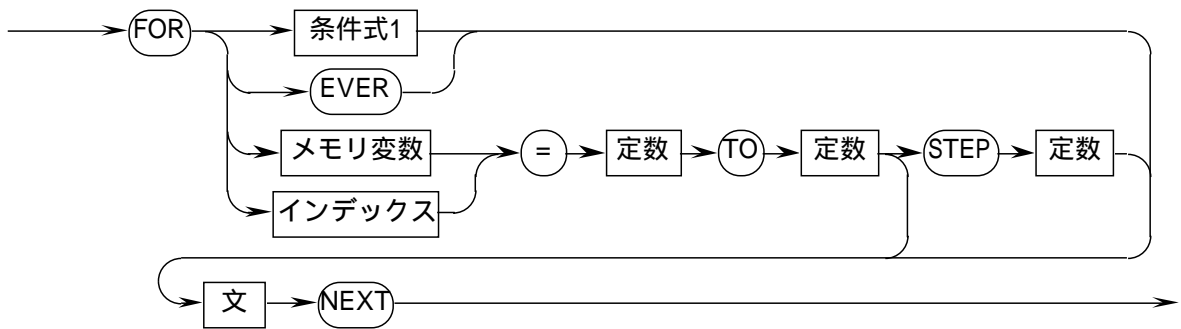 FOR 条件式1
EVER
メモリ変数 = 定数 TO 定数 STEP 定数
インデックス
文 NEXT